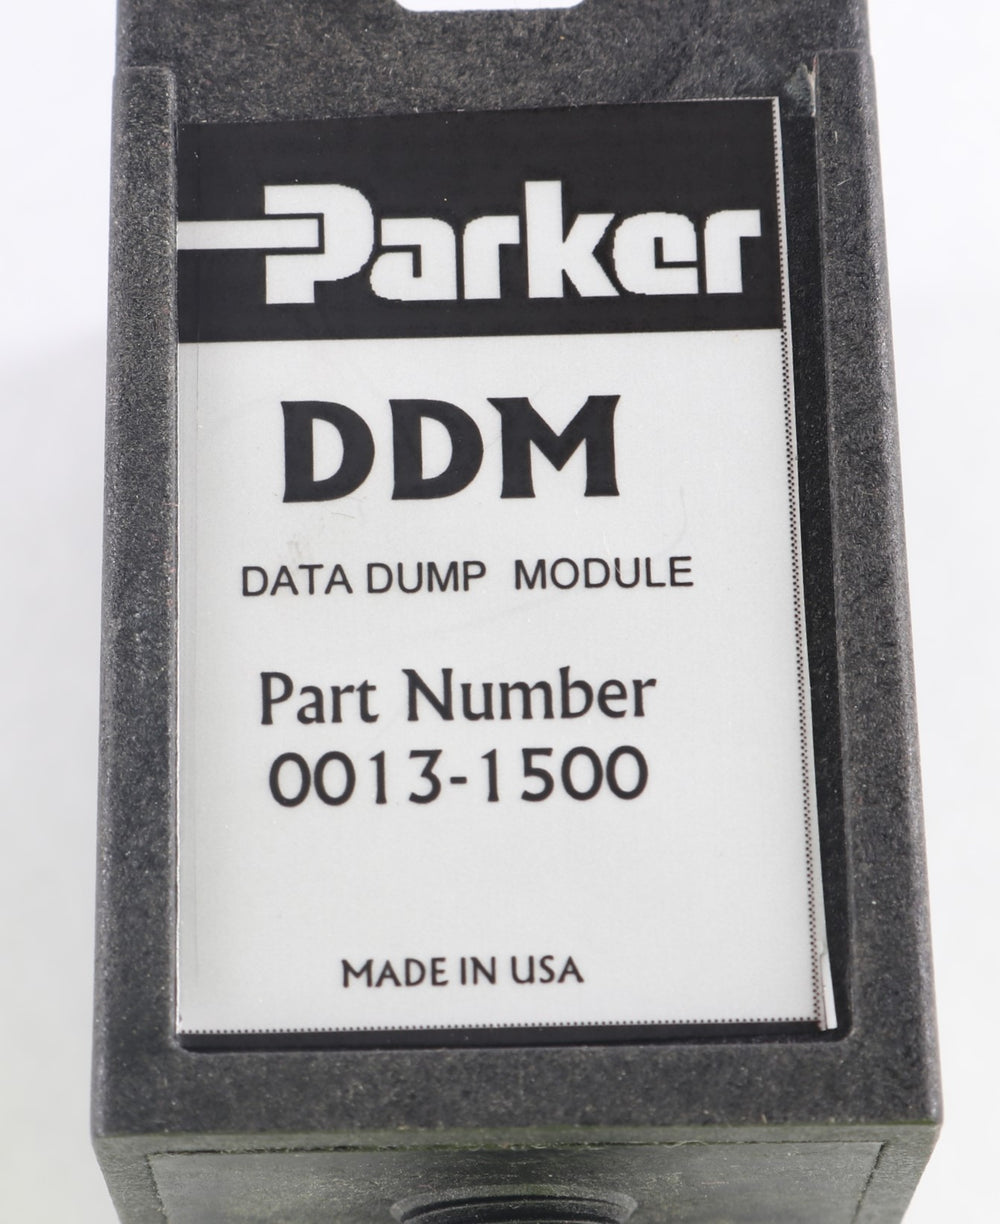 Parker
DDM
DATA DUMP MODULE
Part Number
0013-1500
MADE IN USA